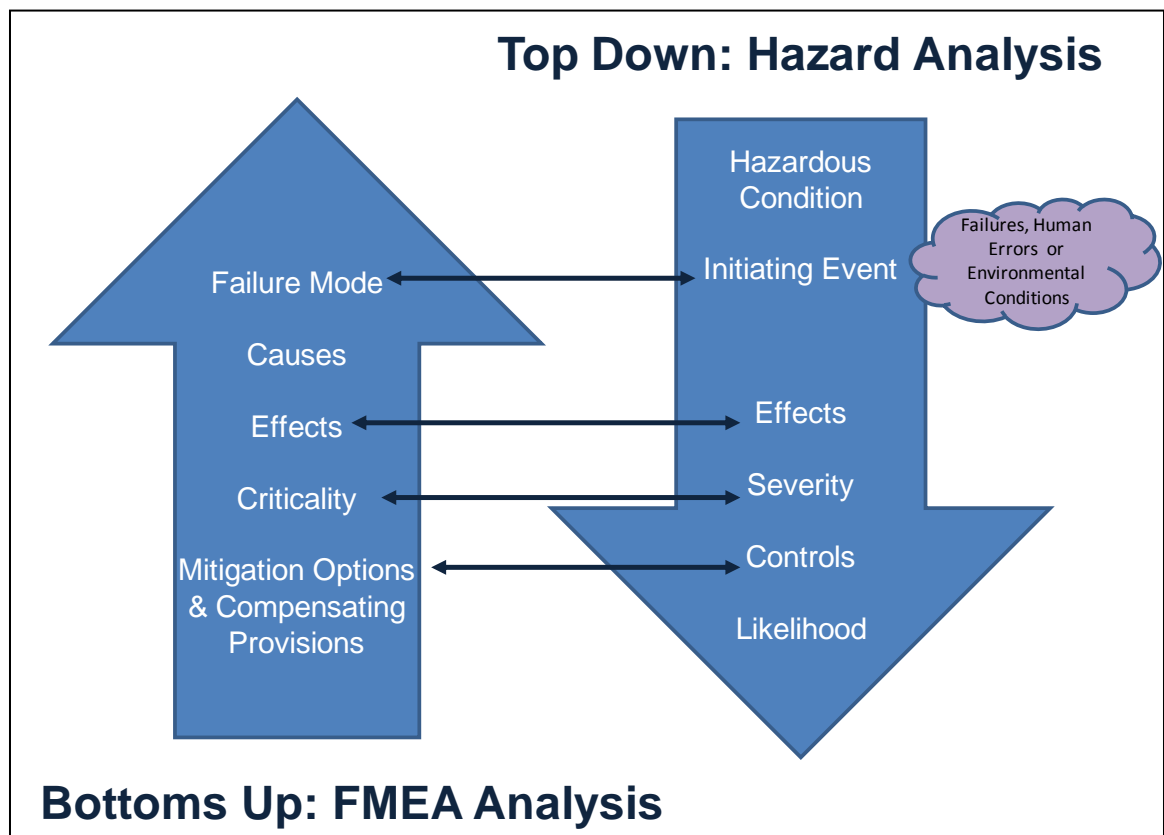 Top Down: Hazard Analysis
Failure Mode
Causes
Effects
Criticality
Mitigation Options
& Compensating
Provisions
Hazardous
Condition
Initiating Event
Effects
Severity
Controls
Likelihood
Failures, Human
Errors or
Environmental
Conditions
Bottoms Up: FMEA Analysis